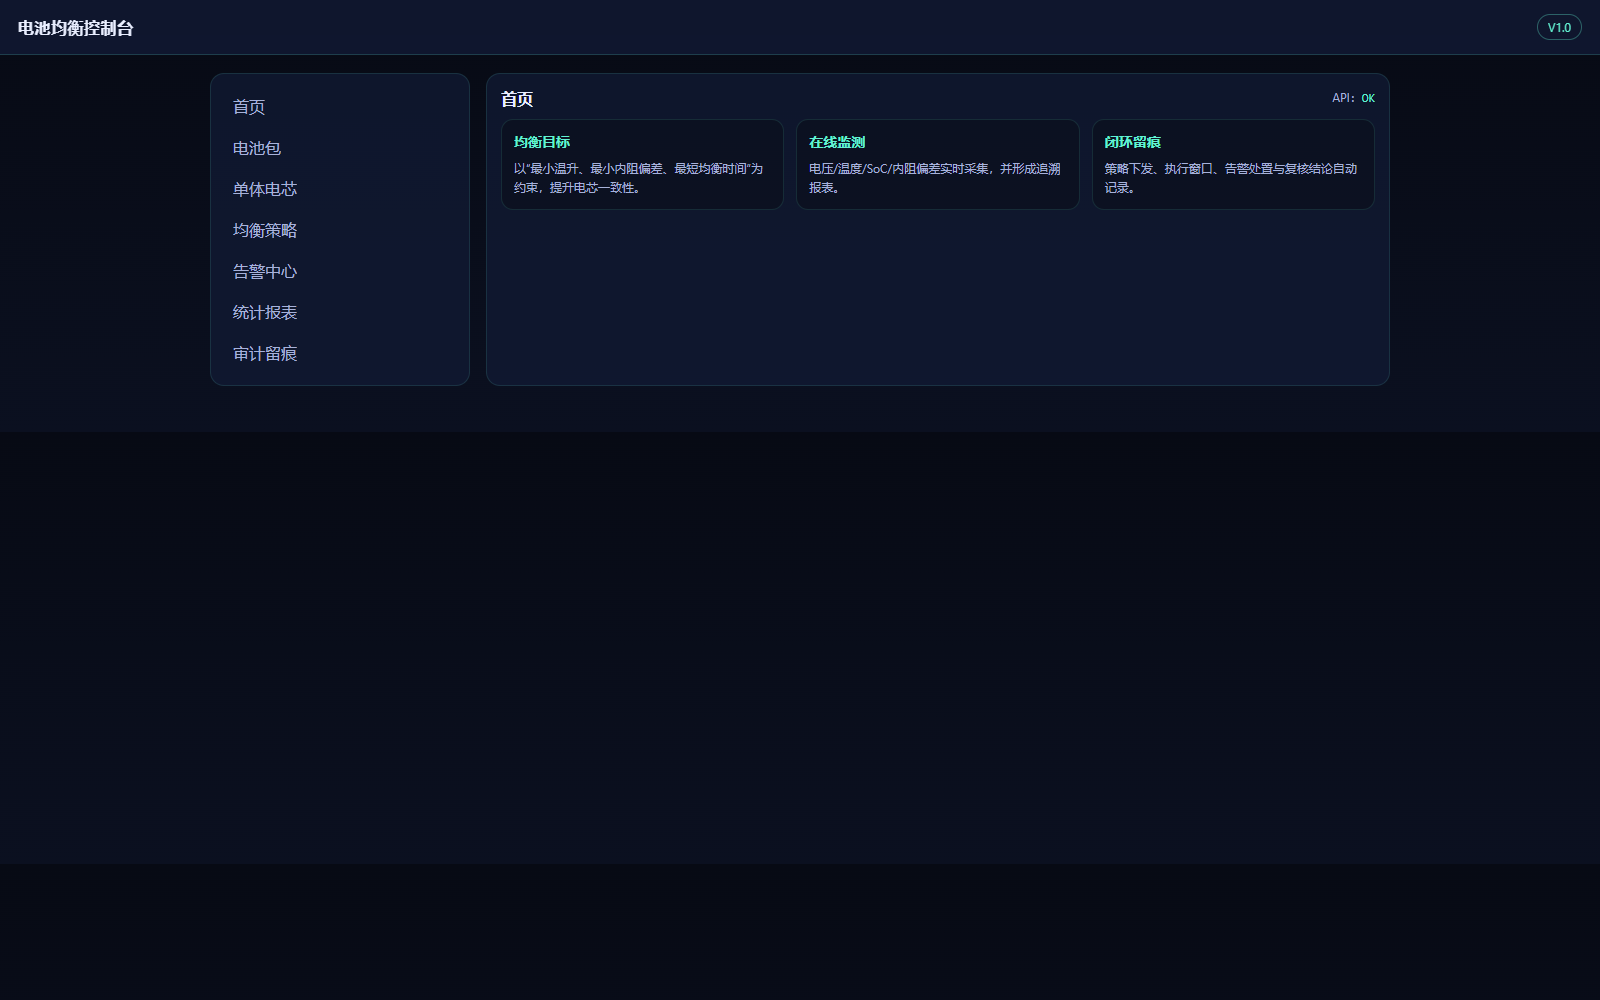 电池均衡控制台
V1.0
首页
电池包
单体电芯
均衡策略
告警中心
统计报表
审计留痕
首页
API: OK
均衡目标
以“最小温升、最小内阻偏差、最短均衡时间”为
约束，提升电芯一致性。
在线监测
电压/温度/SoC/内阻偏差实时采集，并形成追溯
报表。
闭环留痕
策略下发、执行窗口、告警处置与复核结论自动
记录。